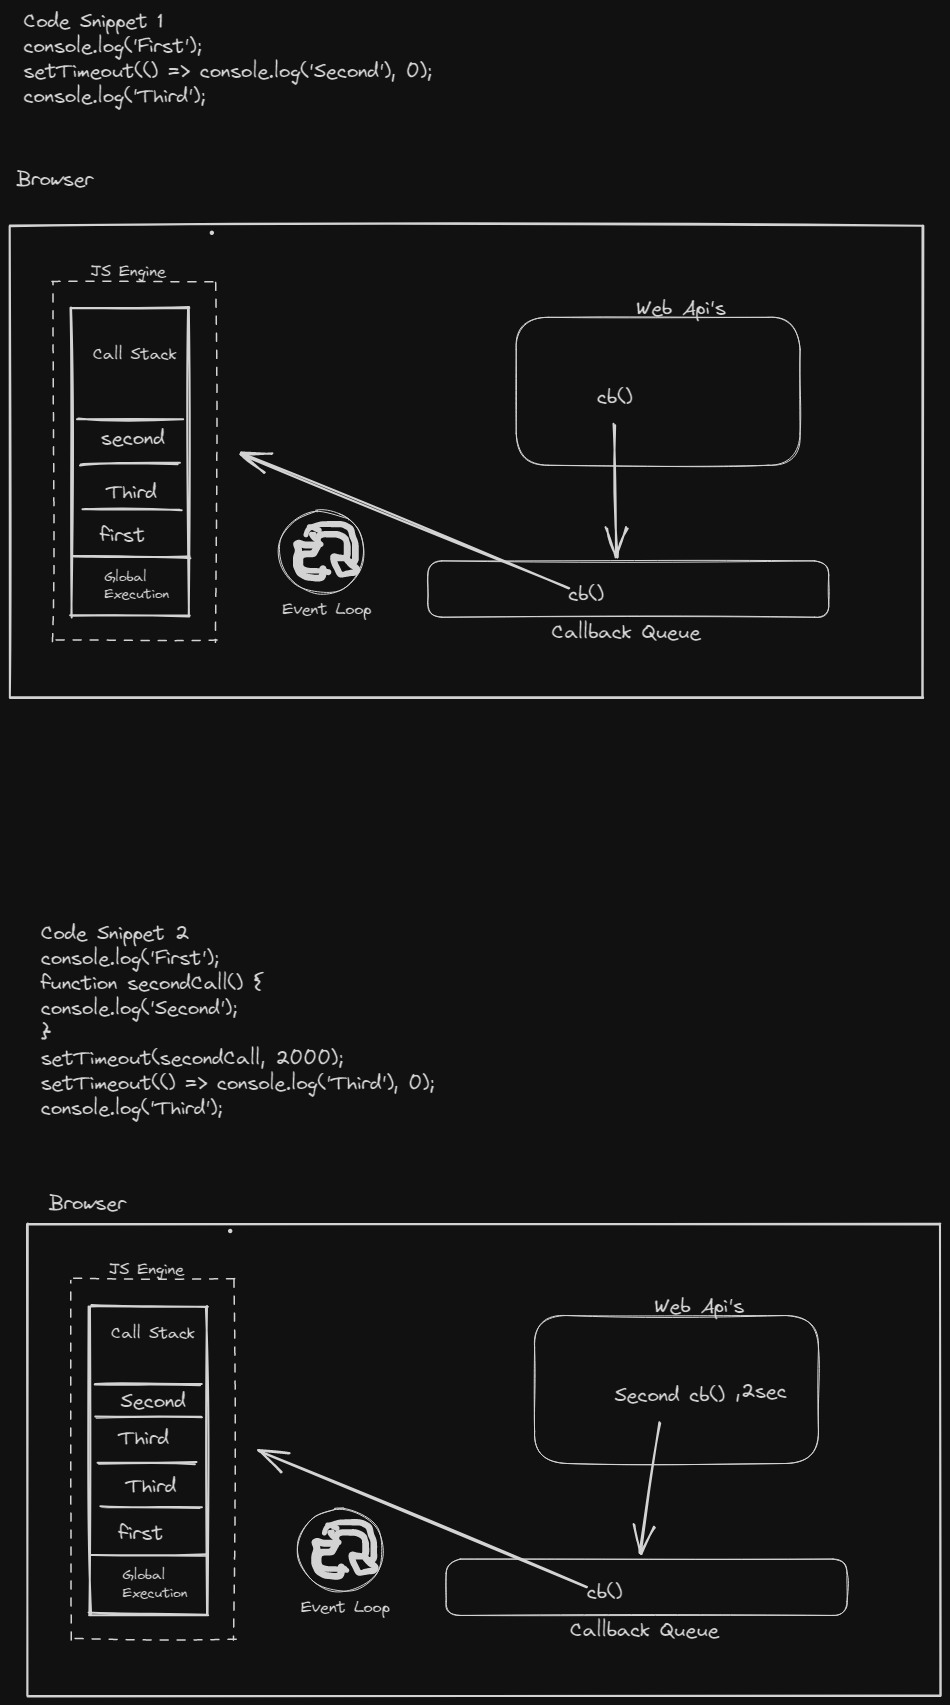 Code Snippet 1
console.log('First');
setTimeout(() => console.log('Second'), 0);
console.log('Third');
Browser
JS Engine
Call Stack
second
Third
first
Global
Execution
Web Api's
cb()
Event Loop
cb()
Callback Queue
Code Snippet 2
console.log('First');
function secondCall() {
console.log('Second');
}
setTimeout(secondCall, 2000);
setTimeout(() => console.log('Third'), 0);
console.log('Third');
Browser
JS Engine
Call Stack
Second
Third
Third
first
Global
Execution
Web Api's
Second cb() ,2sec
Event Loop
cb()
Callback Queue